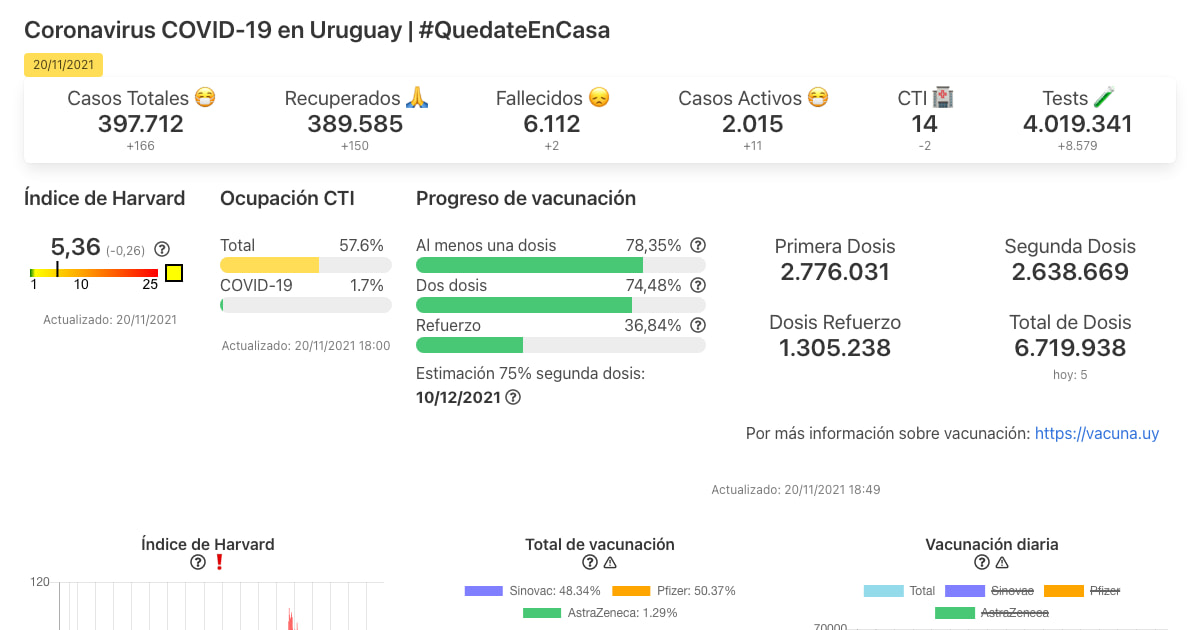 Coronavirus COVID-19 en Uruguay | #QuedateEnCasa
20/11/2021
Casos Totales 😷 Recuperados 🙏 Fallecidos 😞 Casos Activos 😷 CTI 🏥 Tests 🧪
397.712 389.585 6.112 2.015 14 4.019.341
+166 +150 +2 +11 -2 +8.579
Índice de Harvard
5,36 (-0,26)
1 10 25
Actualizado: 20/11/2021
Ocupación CTI
Total 57.6%
COVID-19 1.7%
Actualizado: 20/11/2021 18:00
Progreso de vacunación
Al menos una dosis 78,35%
Dos dosis 74,48%
Refuerzo 36,84%
Estimación 75% segunda dosis:
10/12/2021
Primera Dosis
2.776.031
Segunda Dosis
2.638.669
Dosis Refuerzo
1.305.238
Total de Dosis
6.719.938
hoy: 5
Por más información sobre vacunación: https://vacuna.uy
Actualizado: 20/11/2021 18:49
Índice de Harvard
120
Total de vacunación
Sinovac: 48.34% Pfizer: 50.37%
AstraZeneca: 1.29%
Vacunación diaria
Total Sinovac Pfizer
AstraZeneca
70000